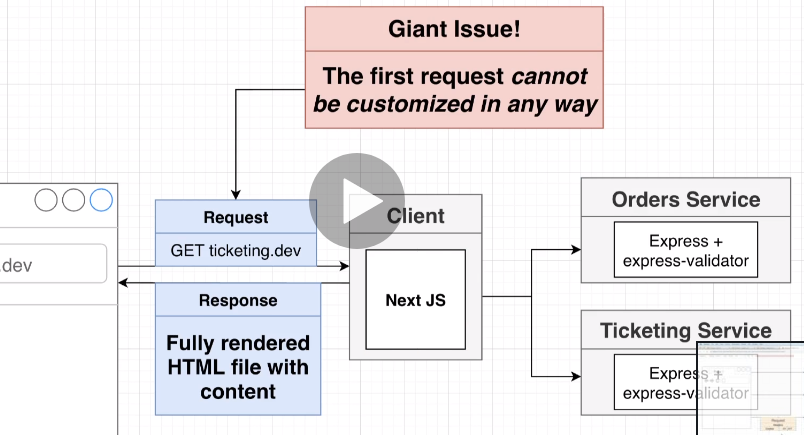 Giant Issue!
The first request cannot
be customized in any way
Request
GET ticketing.dev
.dev
Response
Fully rendered
HTML file with
content
Client
Next JS
Orders Service
Express +
express-validator
Ticketing Service
Express +
express-validator